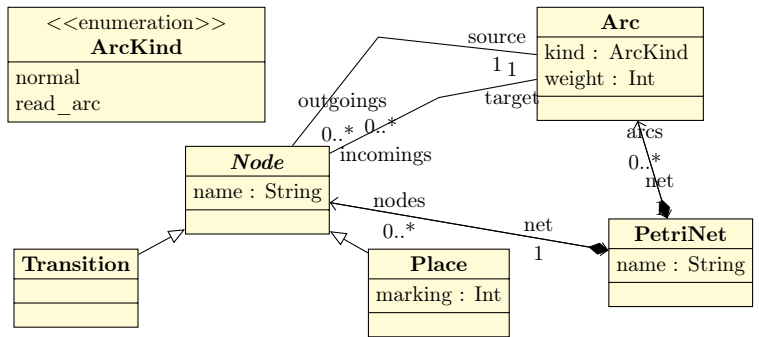 <<enumeration>>
ArcKind
normal
read_arc
Arc
kind : ArcKind
weight : Int
source
1
1
target
outgoings
0..*
0..*
incomings
Node
name : String
arcs
0..*
net
1
nodes
0..*
net
1
PetriNet
name : String
Transition
Place
marking : Int